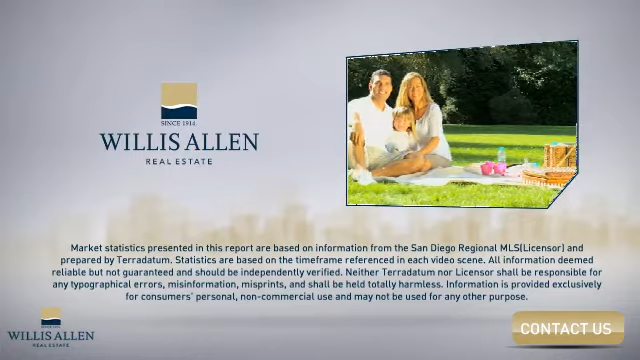 SINCE 1914.
WILLIS ALLEN
REAL ESTATE
Market statistics presented in this report are based on information from the San Diego Regional MLS(Licensor) and
prepared by Terradatum. Statistics are based on the timeframe referenced in each video scene. All information deemed
reliable but not guaranteed and should be independently verified. Neither Terradatum nor Licensor shall be responsible for
any typographical errors, misinformation, misprints, and shall be held totally harmless. Information is provided exclusively
for consumers' personal, non-commercial use and may not be used for any other purpose.
WILLIS ALLEN
REAL ESTATE
CONTACT US